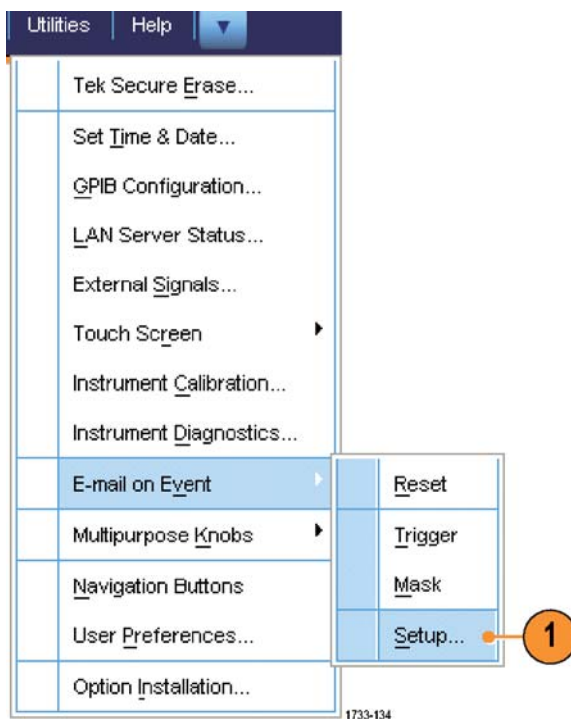 Utilities Help
Tek Secure Erase...
Set Time & Date...
GPIB Configuration...
LAN Server Status...
External Signals...
Touch Screen
Instrument Calibration...
Instrument Diagnostics...
E-mail on Event
Reset
Multipurpose Knobs
Trigger
Navigation Buttons
Mask
User Preferences...
Setup...
1
Option Installation...
1733-134